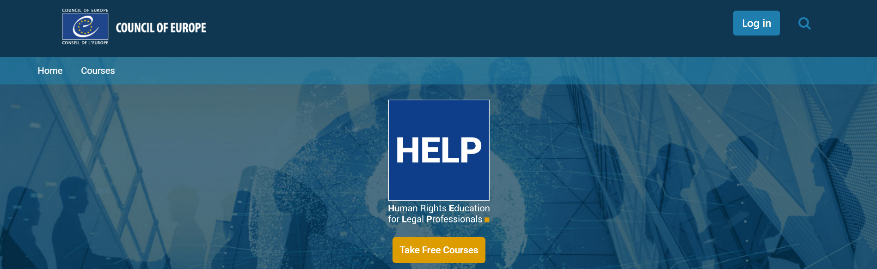 COUNCIL OF EUROPE
CONSEIL DE L'EUROPE
COUNCIL OF EUROPE
Log in
Home
Courses
HELP
Human Rights Education
for Legal Professionals
Take Free Courses